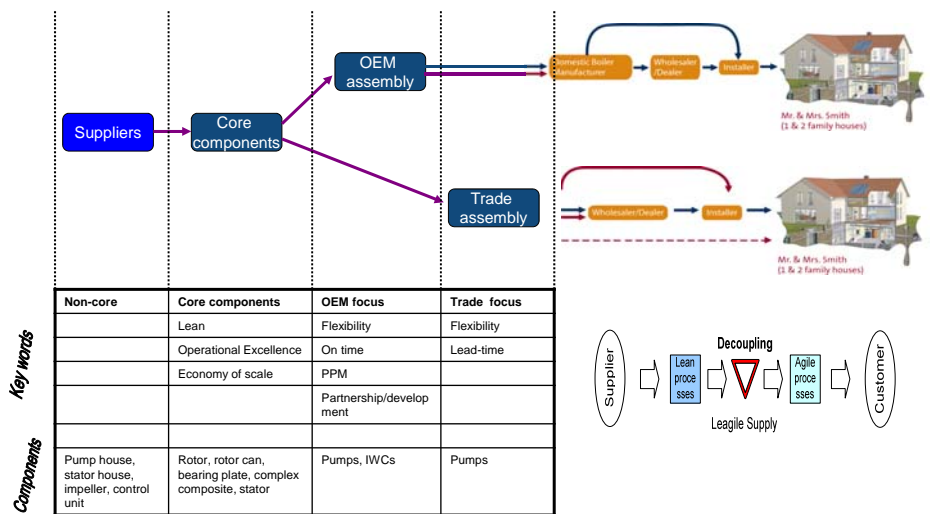 OEM
assembly
Suppliers
Core
components
Trade
assembly
Domestic Boiler
Manufacturer
Wholesaler
/Dealer
Installer
Mr. & Mrs. Smith
(1 & 2 family houses)
Wholesaler/Dealer
Installer
Mr. & Mrs. Smith
(1 & 2 family houses)
Non-core
Core components
OEM focus
Trade focus
Lean
Flexibility
Flexibility
Operational Excellence
On time
Lead-time
Economy of scale
PPM
Partnership/develop
ment
Pump house,
stator house,
impeller, control
unit
Rotor, rotor can,
bearing plate, complex
composite, stator
Pumps, IWCs
Pumps
Key words
Components
Supplier
Lean
proce
sses
Decoupling
Agile
proce
sses
Customer
Leagile Supply